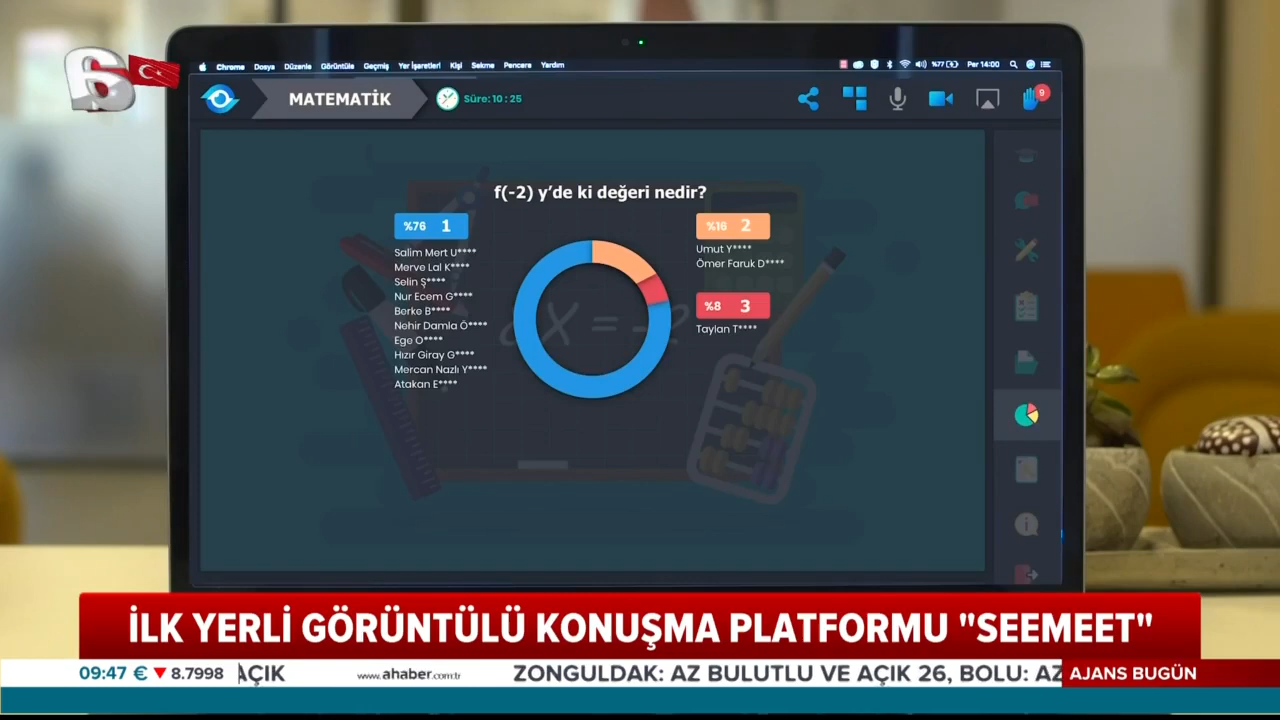 Chrome Dosya Düzenle Görüntüle Geçmiş Yer İşaretleri Kişi Sekme Pencere Yardım
%77
Per 14:00
MATEMATİK
Süre: 10 : 25
9
f(-2) y’de ki değeri nedir?
%76 1
Salim Mert U****
Merve Lal K****
Selin Ş****
Nur Ecem G****
Berke B****
Nehir Damla Ö****
Ege O****
Hızır Giray G****
Mercan Nazlı Y****
Atakan E****
%16 2
Umut Y****
Ömer Faruk D****
%8 3
Taylan T****
İLK YERLİ GÖRÜNTÜLÜ KONUŞMA PLATFORMU "SEEMEET"
09:47 € 8.7998 AÇIK www.ahaber.com.tr ZONGULDAK: AZ BULUTLU VE AÇIK 26, BOLU: AZ
AJANS BUGÜN